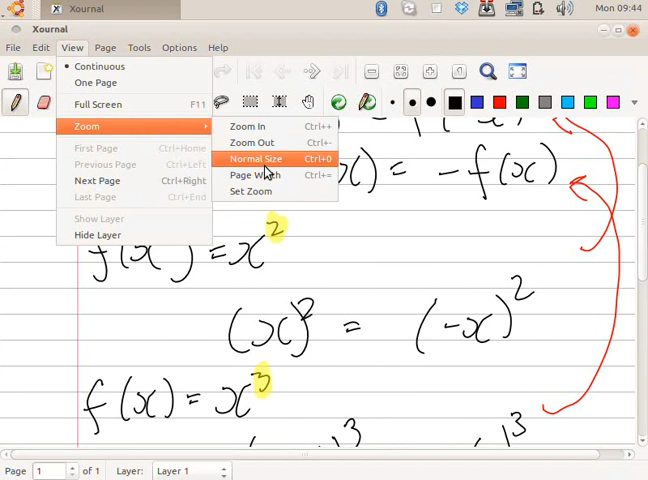 Xournal
Mon 09:44
Xournal
File Edit View Page Tools Options Help
Continuous
One Page
Full Screen F11
Zoom
First Page Ctrl+Home
Previous Page Ctrl+Left
Next Page Ctrl+Right
Last Page Ctrl+End
Show Layer
Hide Layer
Zoom In Ctrl++
Zoom Out Ctrl+-
Normal Size Ctrl+0
Page Width Ctrl+=
Set Zoom
= -f(x)
f(x) = x²
(x)² = (-x)²
f(x) = x³
Page 1 of 1 Layer: Layer 1